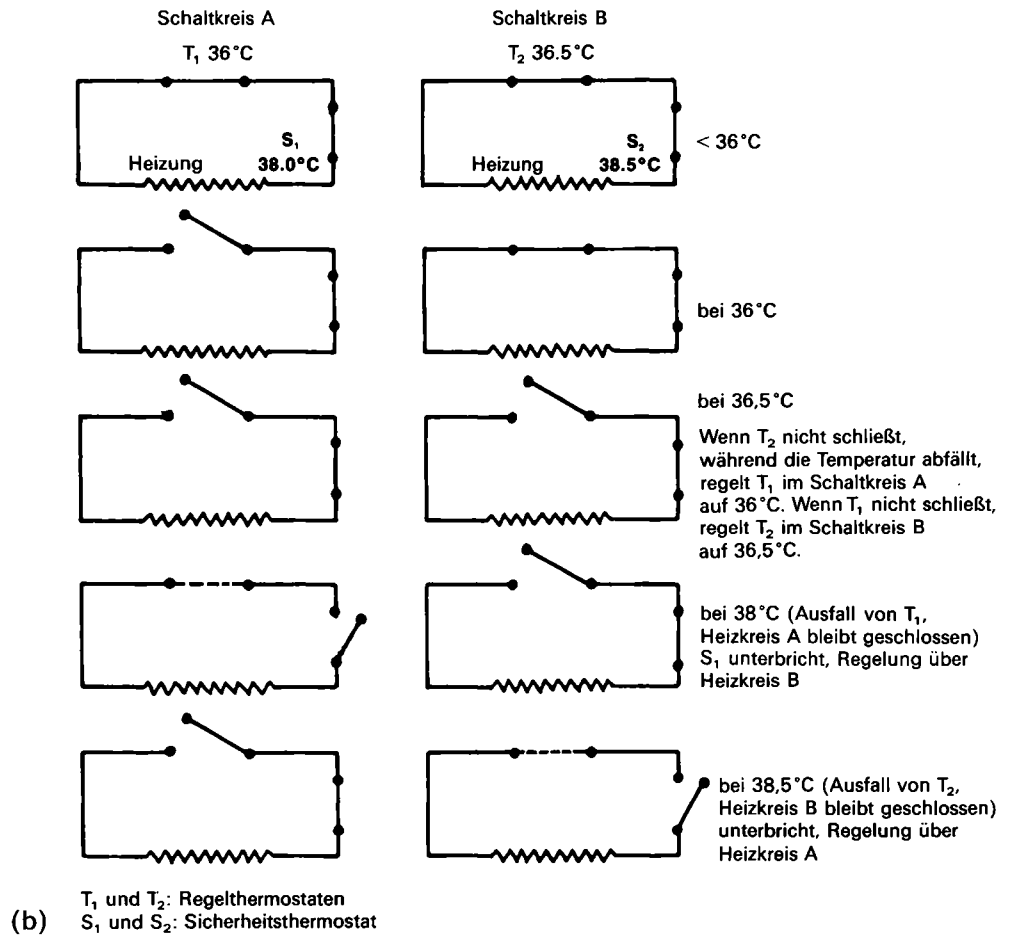 Schaltkreis A
Schaltkreis B
T₁ 36°C
T₂ 36.5°C
S₁
38.0°C
Heizung
S₂
38.5°C
Heizung
< 36°C
bei 36°C
bei 36,5°C
Wenn T₂ nicht schließt,
während die Temperatur abfällt,
regelt T₁ im Schaltkreis A
auf 36°C. Wenn T₁ nicht schließt,
regelt T₂ im Schaltkreis B
auf 36,5°C.
bei 38°C (Ausfall von T₁,
Heizkreis A bleibt geschlossen)
S₁ unterbricht, Regelung über
Heizkreis B
bei 38,5°C (Ausfall von T₂,
Heizkreis B bleibt geschlossen)
unterbricht, Regelung über
Heizkreis A
T₁ und T₂: Regelthermostaten
(b) S₁ und S₂: Sicherheitsthermostat